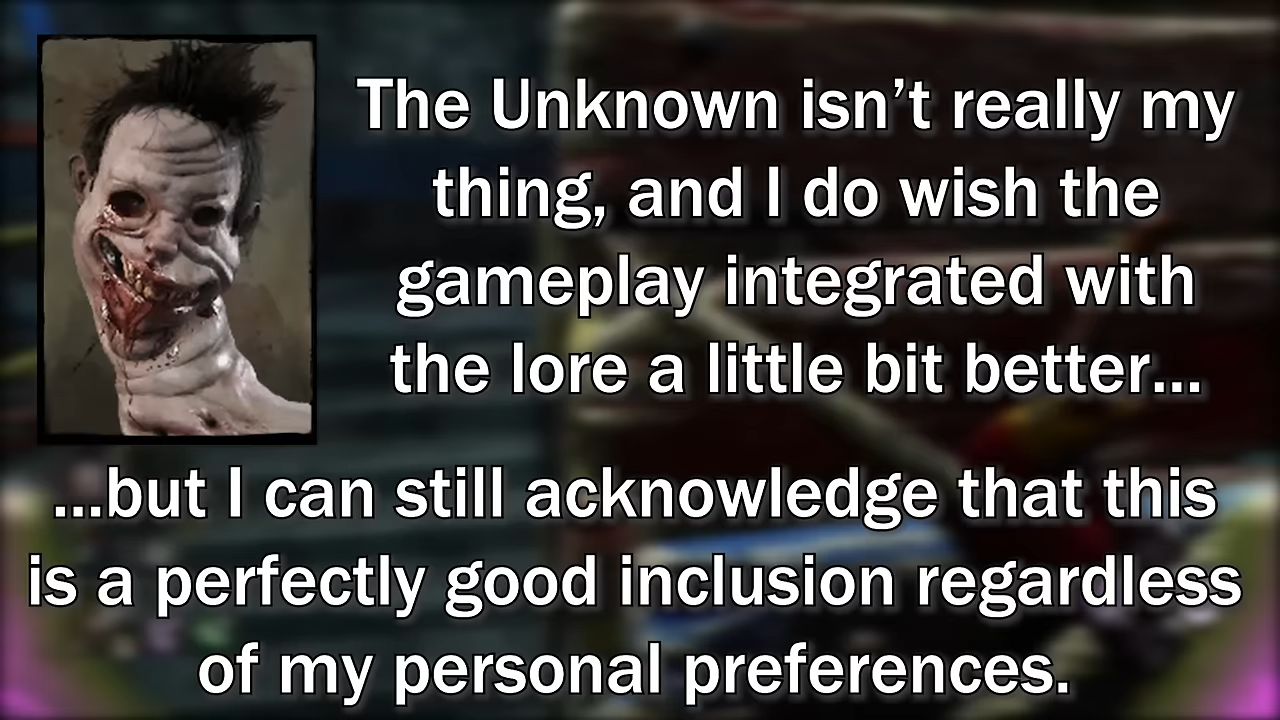 The Unknown isn’t really my
thing, and I do wish the
gameplay integrated with
the lore a little bit better...
...but I can still acknowledge that this
is a perfectly good inclusion regardless
of my personal preferences.